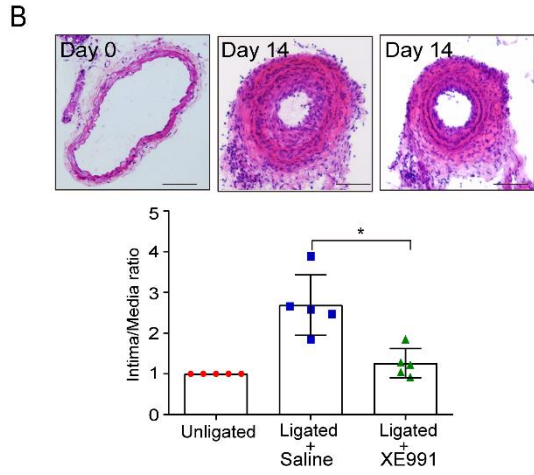 B
Day 0
Day 14
Day 14
Intima/Media ratio
5
4
3
2
1
0
*
Unligated
Ligated
+
Saline
Ligated
+
XE991